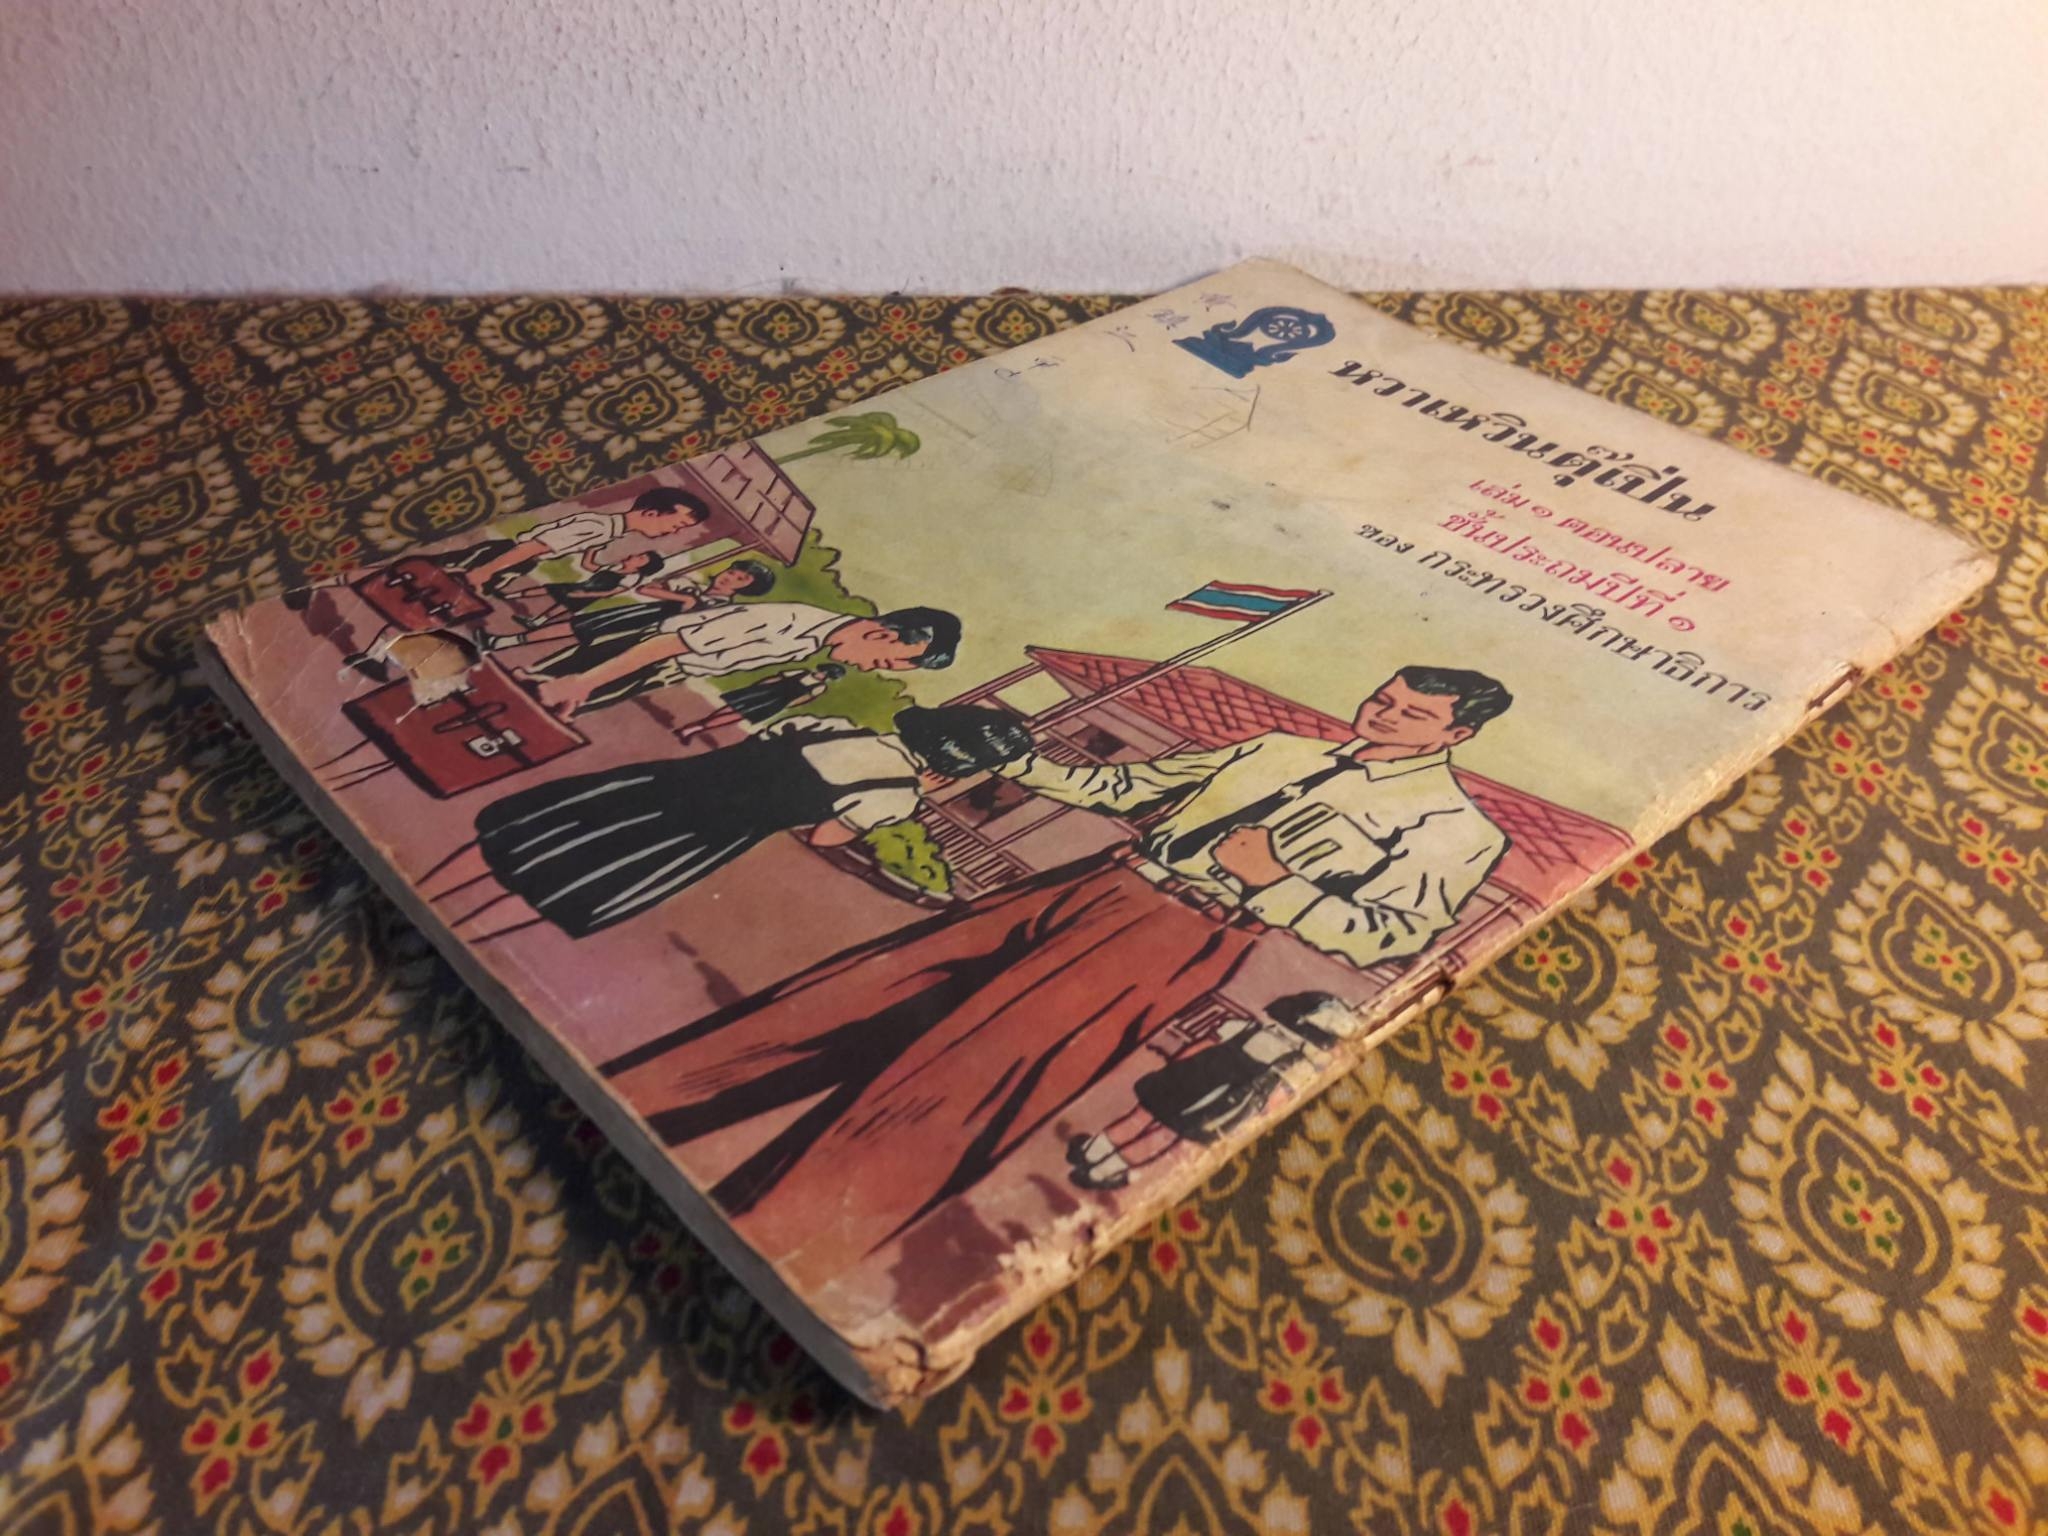 หวาเหวินตุ๊เปิ่น
เล่ม ๑ ตอนปลาย
ชั้นประถมปีที่ ๑
ของ กระทรวงศึกษาธิการ